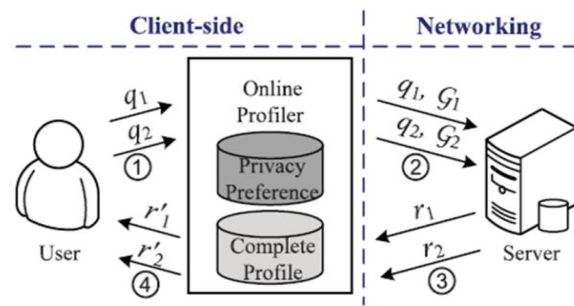 Client-side
Networking
Online
Profiler
Privacy
Preference
Complete
Profile
q1
q2
①
q1, G1
q2, G2
②
r1
r2
③
r′1
r′2
④
User
Server